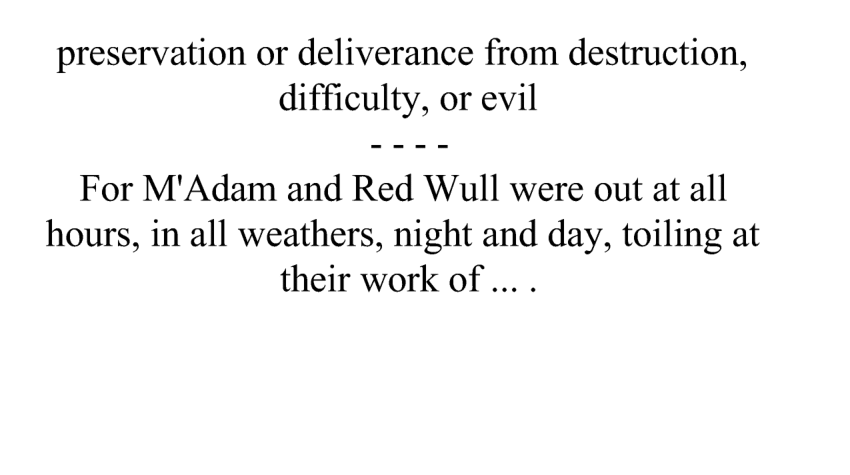 preservation or deliverance from destruction,
difficulty, or evil
- - - -
For M'Adam and Red Wull were out at all
hours, in all weathers, night and day, toiling at
their work of ... .